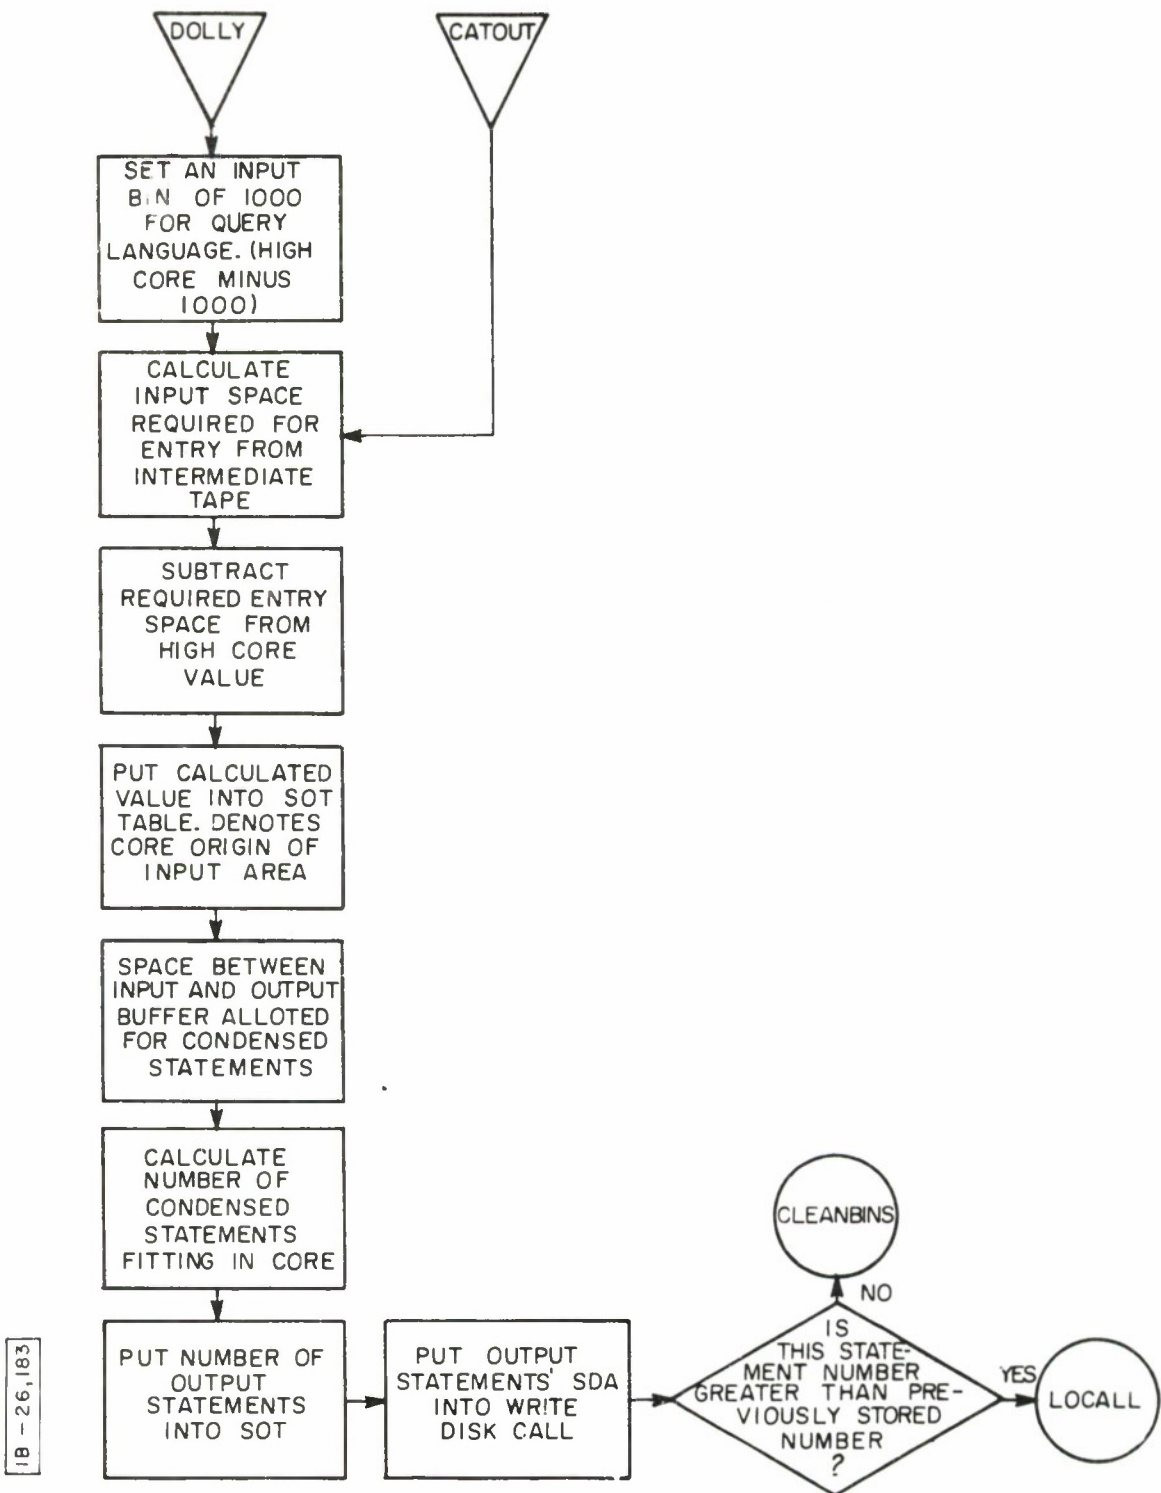 DOLLY
CATOUT
SET AN INPUT
BIN OF 1000
FOR QUERY
LANGUAGE. (HIGH
CORE MINUS
1000)
CALCULATE
INPUT SPACE
REQUIRED FOR
ENTRY FROM
INTERMEDIATE
TAPE
SUBTRACT
REQUIRED ENTRY
SPACE FROM
HIGH CORE
VALUE
PUT CALCULATED
VALUE INTO SOT
TABLE. DENOTES
CORE ORIGIN OF
INPUT AREA
SPACE BETWEEN
INPUT AND OUTPUT
BUFFER ALLOTED
FOR CONDENSED
STATEMENTS
CALCULATE
NUMBER OF
CONDENSED
STATEMENTS
FITTING IN CORE
PUT NUMBER OF
OUTPUT
STATEMENTS
INTO SOT
PUT OUTPUT
STATEMENTS' SDA
INTO WRITE
DISK CALL
IS
THIS STATE-
MENT NUMBER
GREATER THAN PRE-
VIOUSLY STORED
NUMBER
?
NO
CLEANBINS
YES
LOCALL
IB-26,183